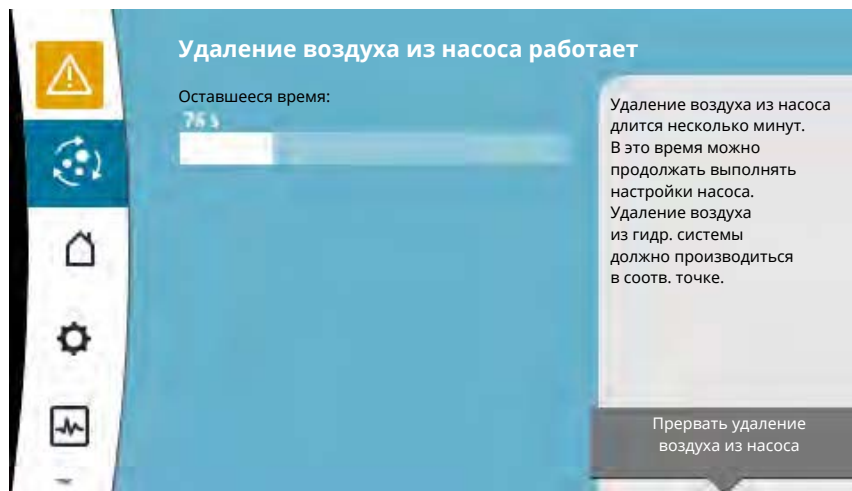 Удаление воздуха из насоса работает
Оставшееся время:
76 s
Удаление воздуха из насоса
длится несколько минут.
В это время можно
продолжать выполнять
настройки насоса.
Удаление воздуха
из гидр. системы
должно производиться
в соотв. точке.
Прервать удаление
воздуха из насоса